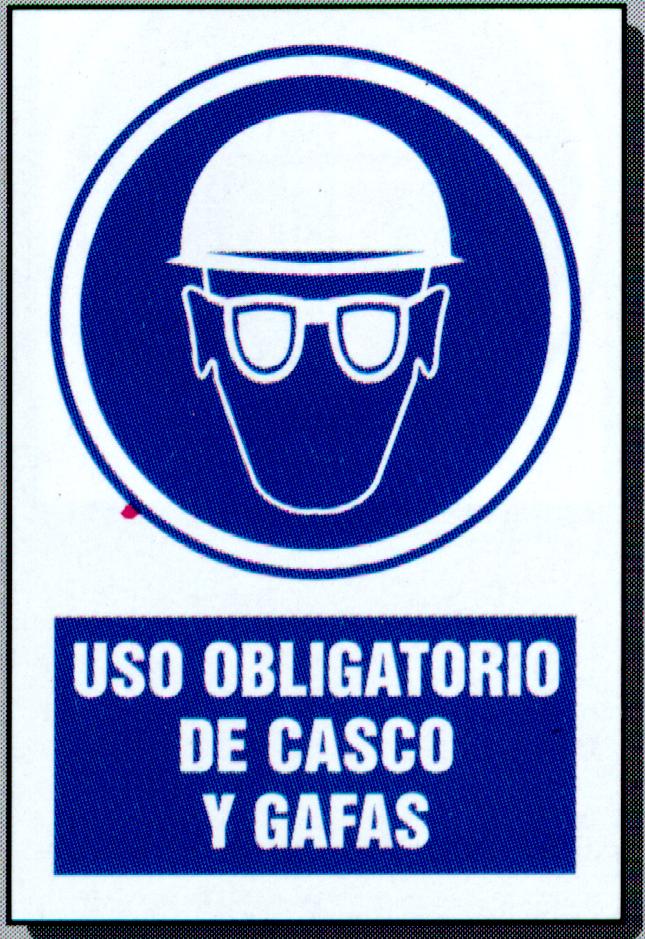 USO OBLIGATORIO
DE CASCO
Y GAFAS